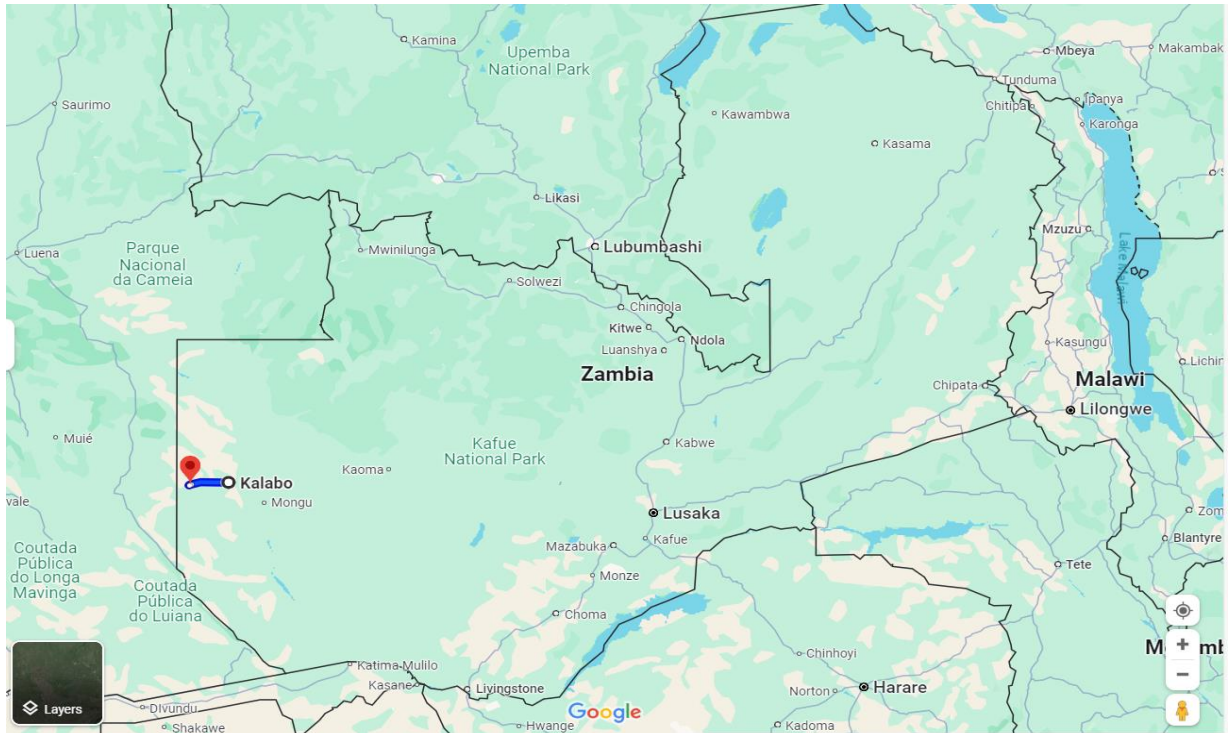 Kamina
Upemba
National Park
Mbeya
Makambak
Saurimo
Tunduma
Ipanya
Chitipa
Kawambwa
Karonga
Kasama
Likasi
Mwinilunga
Lubumbashi
Mzuzu
Luena
Parque
Nacional
da Cameia
Lake Malawi
Solwezi
Chingola
Kitwe
Ndola
Luanshya
Kasungu
Lichin
Zambia
Chipata
Malawi
Lilongwe
Muié
Kafue
National Park
Kabwe
Kaoma
Kalabo
Mongu
vale
Lusaka
Zom
Coutada
Pública
do Longa
Mavinga
Mazabuka
Kafue
Blantyre
Coutada
Pública
do Luiana
Monze
Tete
Choma
Katima Mulilo
Kasane
Livingstone
Chinhoyi
Layers
Divundu
Shakawe
Google
Hwange
Norton
Harare
Kadoma